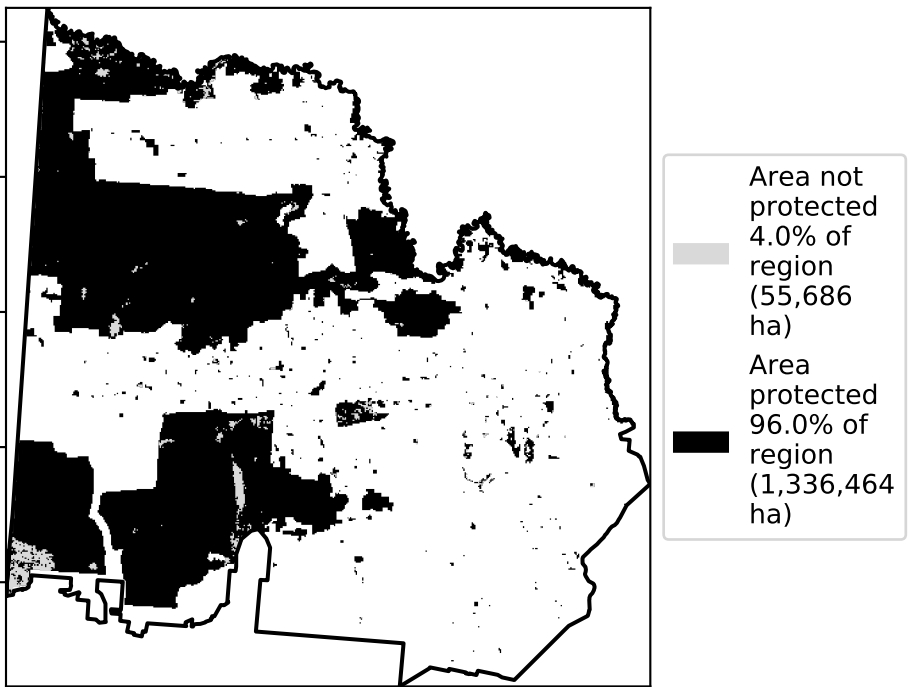 Area not
protected
4.0% of
region
(55,686
ha)
Area
protected
96.0% of
region
(1,336,464
ha)